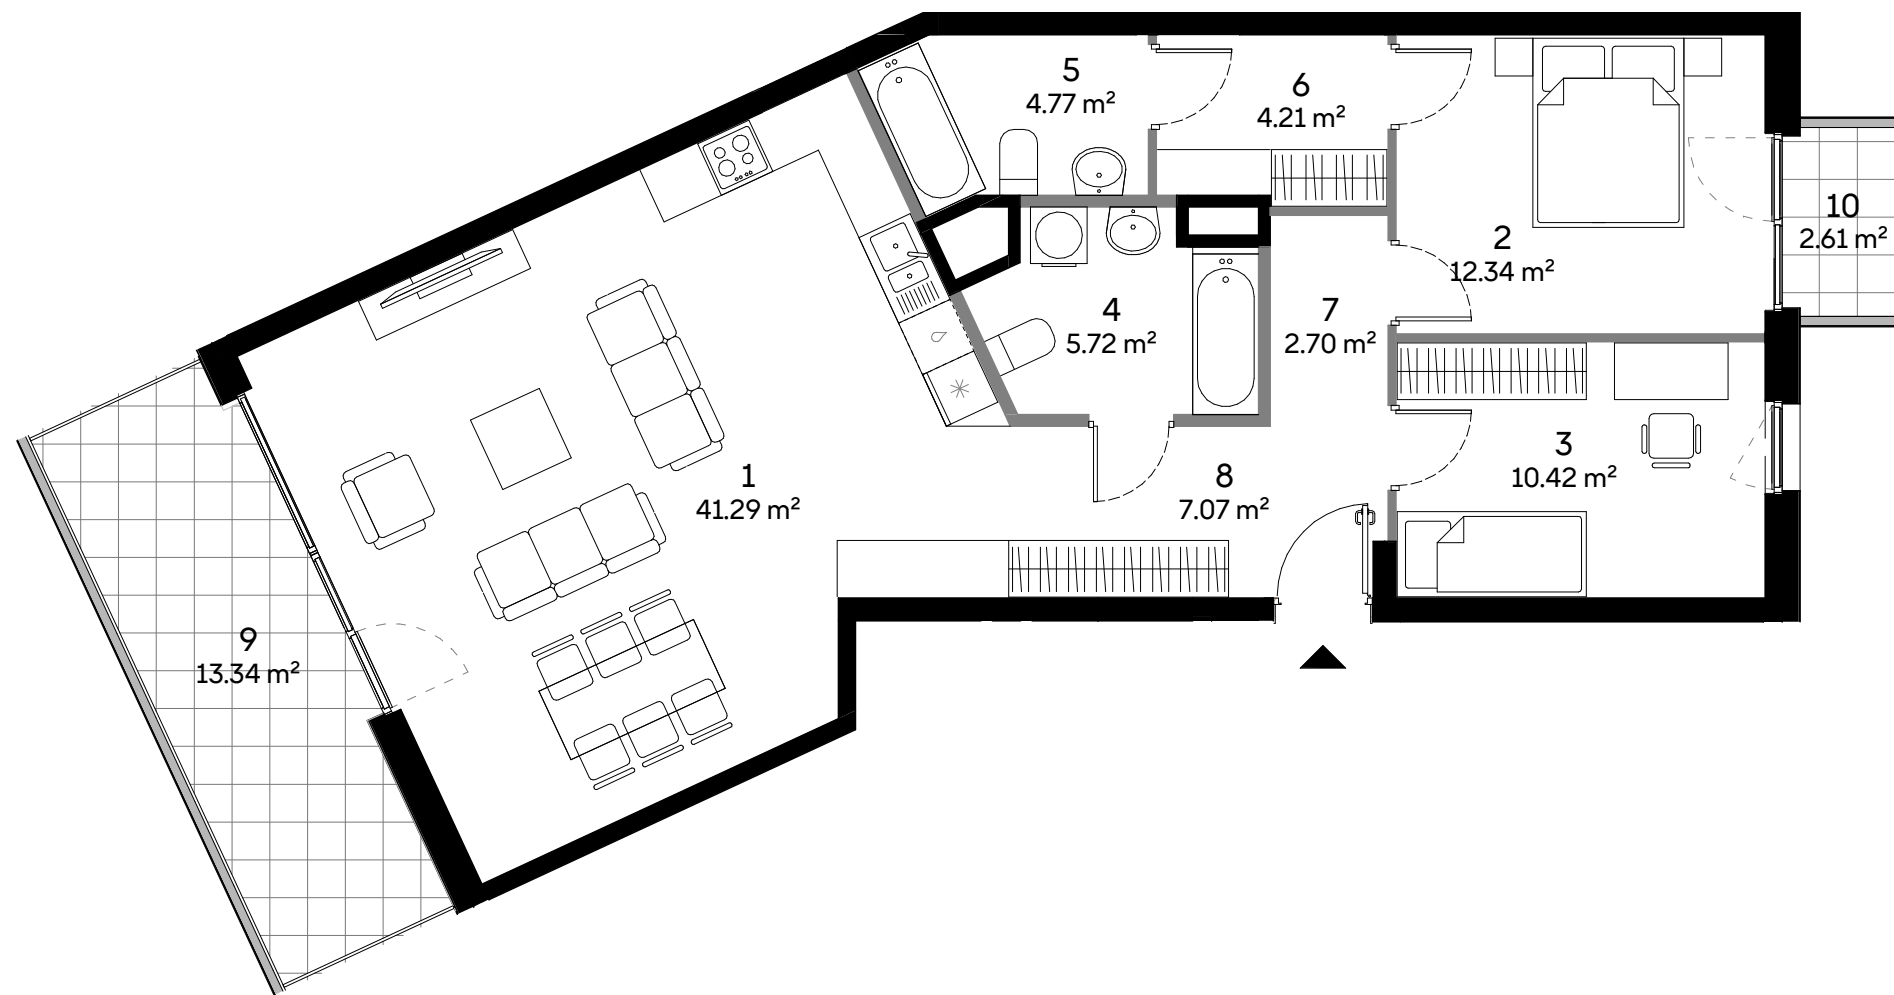 5
4.77 m²
6
4.21 m²
10
2.61 m²
2
12.34 m²
4
5.72 m²
7
2.70 m²
3
10.42 m²
1
41.29 m²
8
7.07 m²
9
13.34 m²